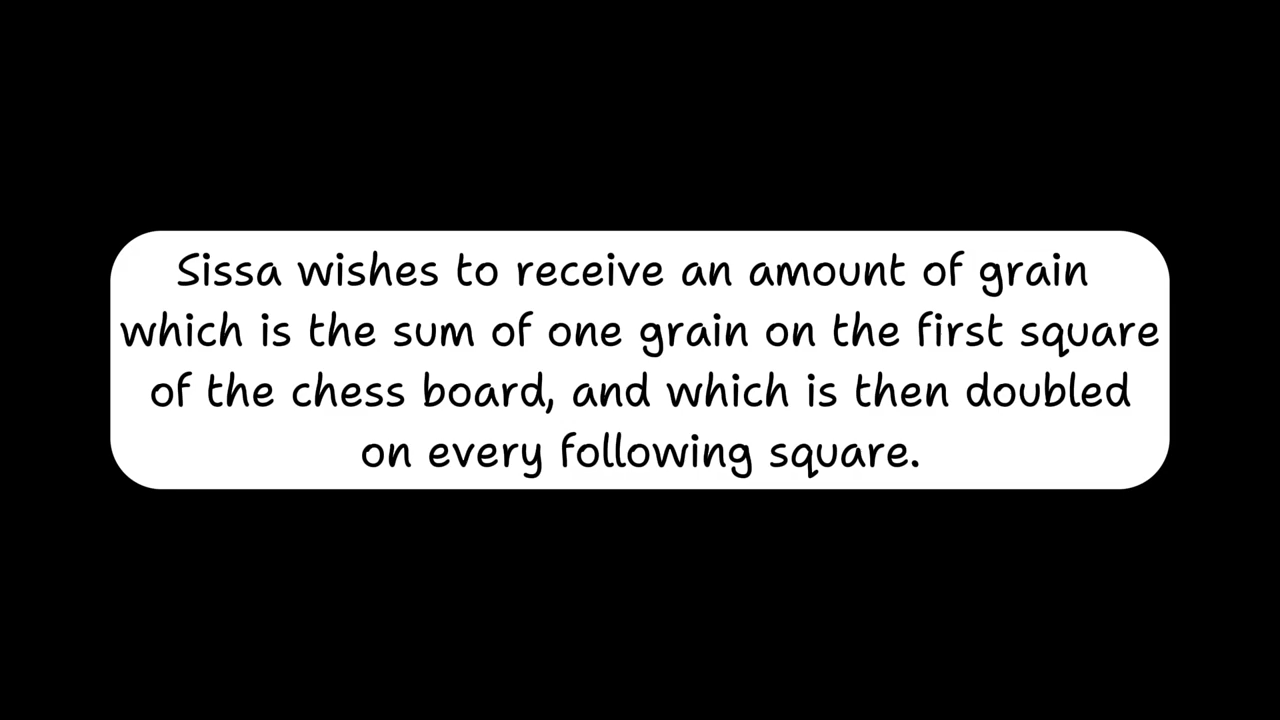 Sissa wishes to receive an amount of grain
which is the sum of one grain on the first square
of the chess board, and which is then doubled
on every following square.